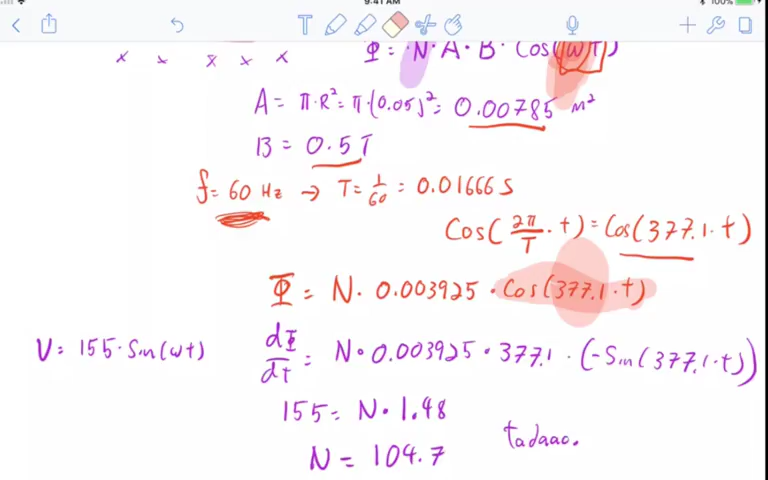 9:41 AM
100%
T
x x x x x Φ = N · A · B · Cos(ωT)
A = π·R² = π·(0.05)² = 0.00785 m²
B = 0.5 T
f = 60 Hz → T = 1/60 = 0.01666 s
Cos(2π/T · t) = Cos(377.1 · t)
Φ = N · 0.003925 · Cos(377.1 · t)
V = 155 · Sin(ωt) dΦ/dt = N · 0.003925 · 377.1 · (-Sin(377.1 · t))
155 = N · 1.48
N = 104.7 tadaaa.